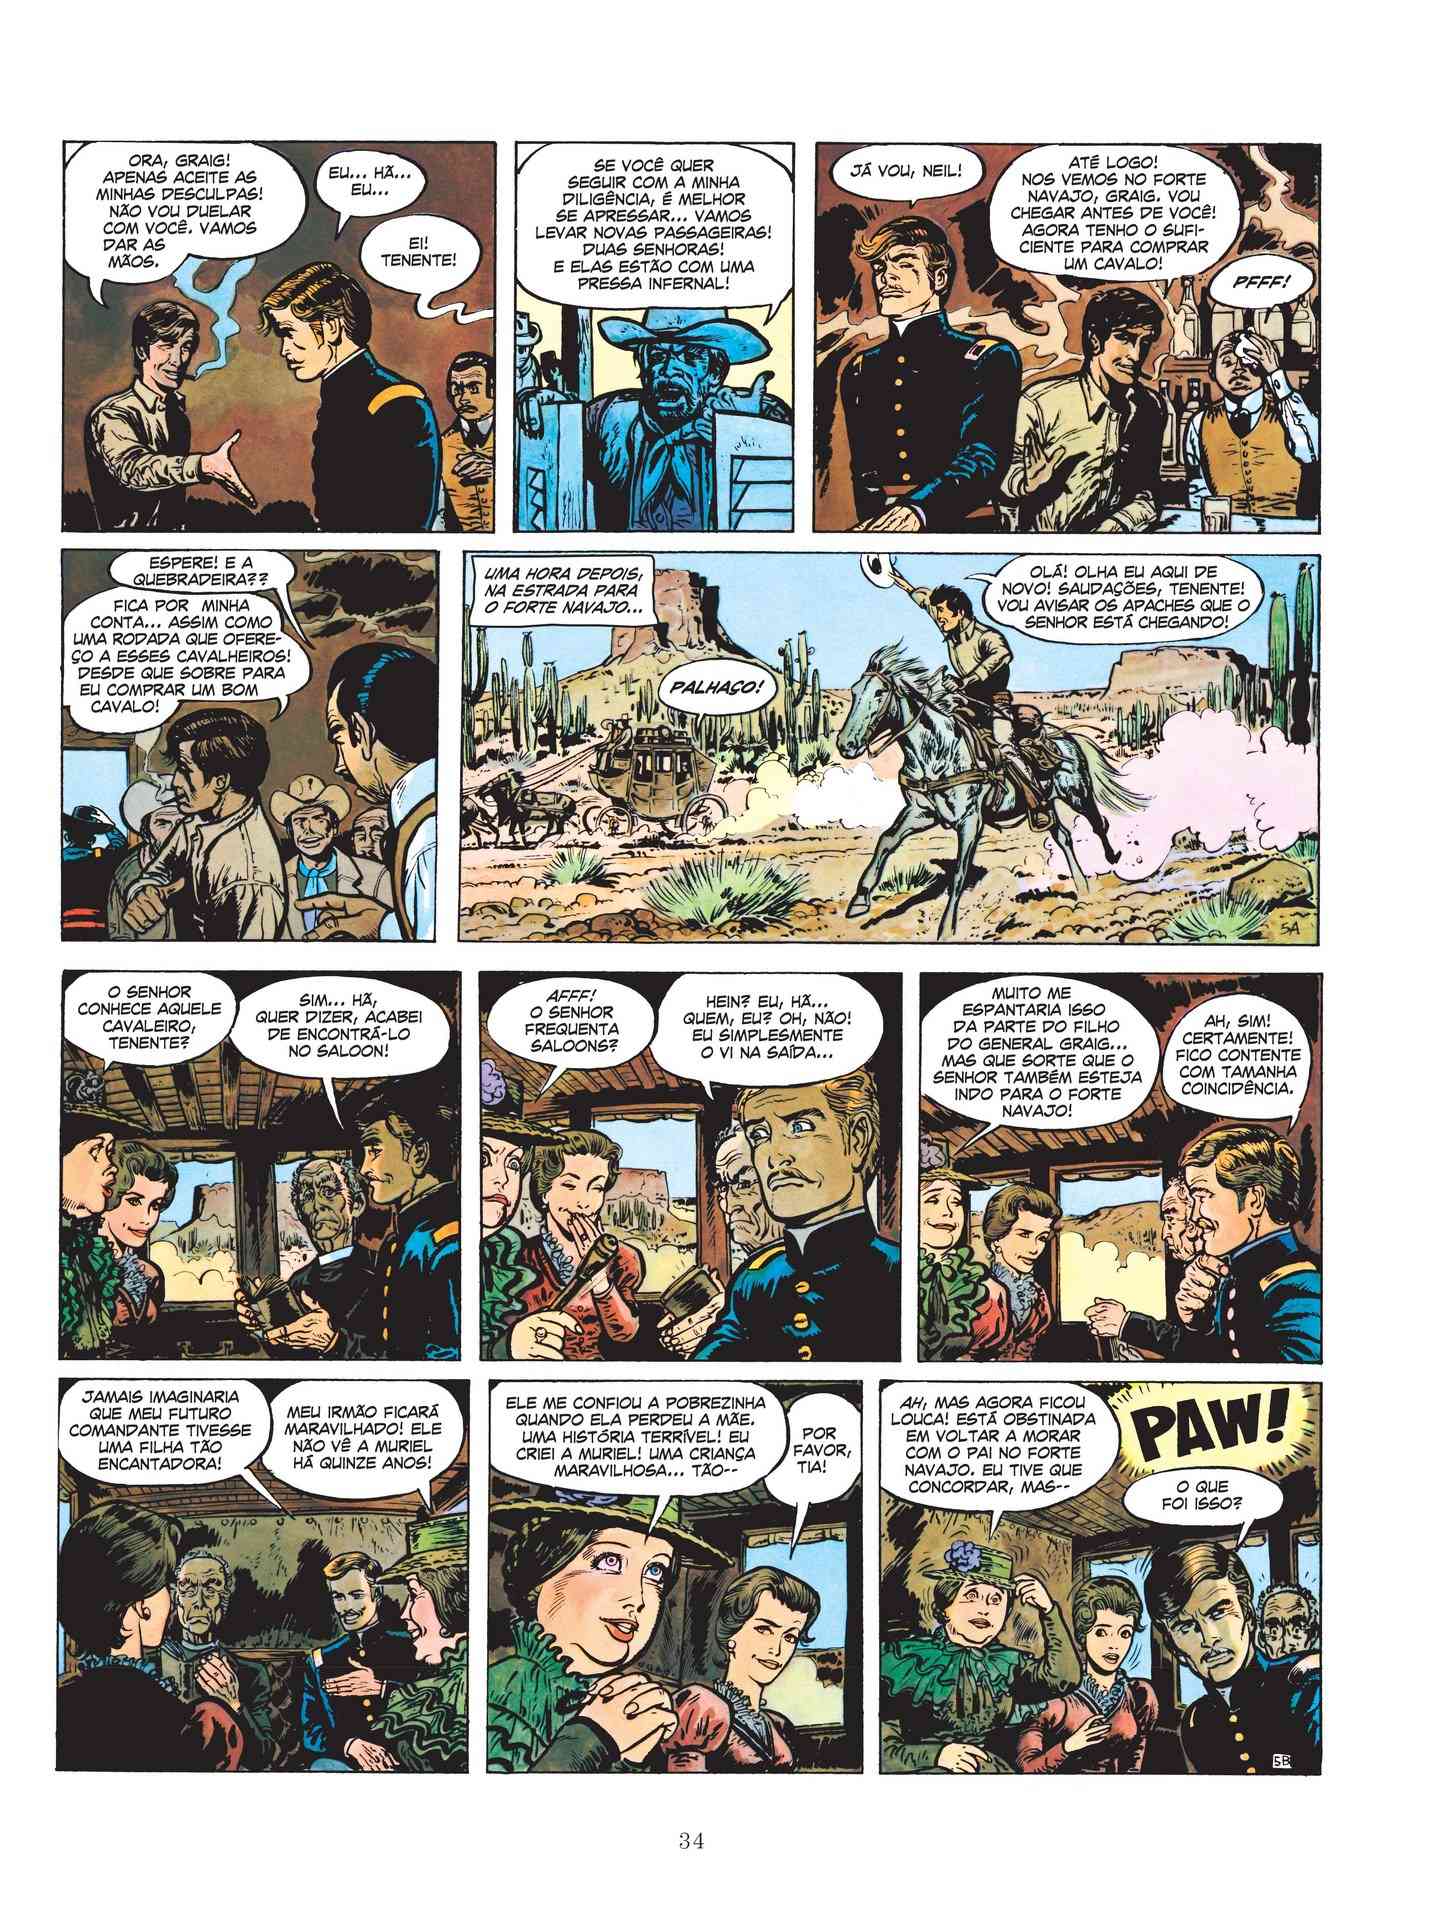 ORA, GRAIG!
APENAS ACEITE AS
MINHAS DESCULPAS!
NÃO VOU DUELAR
COM VOCÊ. VAMOS
DAR AS
MÃOS.
EU... HÃ...
EU...
EI!
TENENTE!
SE VOCÊ QUER
SEGUIR COM A MINHA
DILIGÊNCIA, É MELHOR
SE APRESSAR... VAMOS
LEVAR NOVAS PASSAGEIRAS!
DUAS SENHORAS!
E ELAS ESTÃO COM UMA
PRESSA INFERNAL!
JÁ VOU, NEIL!
ATÉ LOGO!
NOS VEMOS NO FORTE
NAVAJO, GRAIG. VOU
CHEGAR ANTES DE VOCÊ!
AGORA TENHO O SUFI-
CIENTE PARA COMPRAR
UM CAVALO!
PFFF!
ESPERE! E A
QUEBRADEIRA??
FICA POR MINHA
CONTA... ASSIM COMO
UMA RODADA QUE OFERE-
ÇO A ESSES CAVALHEIROS!
DESDE QUE SOBRE PARA
EU COMPRAR UM BOM
CAVALO!
UMA HORA DEPOIS,
NA ESTRADA PARA
O FORTE NAVAJO...
PALHAÇO!
OLÁ! OLHA EU AQUI DE
NOVO! SAUDAÇÕES, TENENTE!
VOU AVISAR OS APACHES QUE O
SENHOR ESTÁ CHEGANDO!
5A
O SENHOR
CONHECE AQUELE
CAVALEIRO,
TENENTE?
SIM... HÃ,
QUER DIZER, ACABEI
DE ENCONTRÁ-LO
NO SALOON!
AFFF!
O SENHOR
FREQUENTA
SALOONS?
HEIN? EU, HÃ...
QUEM, EU? OH, NÃO!
EU SIMPLESMENTE
O VI NA SAÍDA...
MUITO ME
ESPANTARIA ISSO
DA PARTE DO FILHO
DO GENERAL GRAIG...
MAS QUE SORTE QUE O
SENHOR TAMBÉM ESTEJA
INDO PARA O FORTE
NAVAJO!
AH, SIM!
CERTAMENTE!
FICO CONTENTE
COM TAMANHA
COINCIDÊNCIA.
JAMAIS IMAGINARIA
QUE MEU FUTURO
COMANDANTE TIVESSE
UMA FILHA TÃO
ENCANTADORA!
MEU IRMÃO FICARÁ
MARAVILHADO! ELE
NÃO VÊ A MURIEL
HÁ QUINZE ANOS!
ELE ME CONFIOU A POBREZINHA
QUANDO ELA PERDEU A MÃE.
UMA HISTÓRIA TERRÍVEL! EU
CRIEI A MURIEL! UMA CRIANÇA
MARAVILHOSA... TÃO--
POR
FAVOR,
TIA!
AH, MAS AGORA FICOU
LOUCA! ESTÁ OBSTINADA
EM VOLTAR A MORAR
COM O PAI NO FORTE
NAVAJO. EU TIVE QUE
CONCORDAR, MAS--
PAW!
O QUE
FOI ISSO?
5B
34